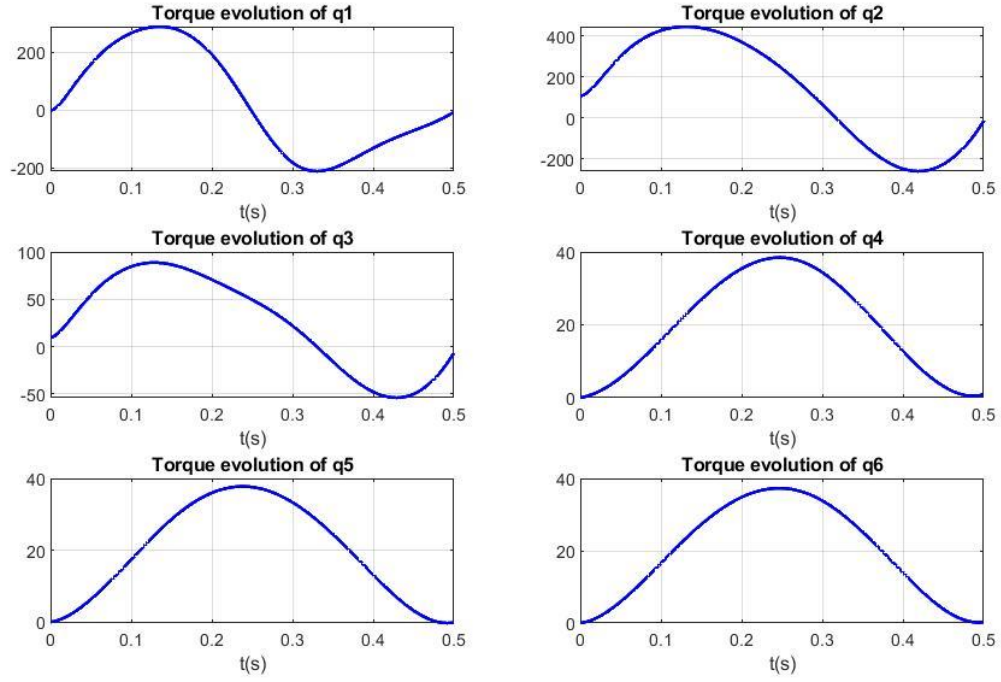 Torque evolution of q1
200
0
-200
0 0.1 0.2 0.3 0.4 0.5
t(s)
Torque evolution of q2
400
200
0
-200
0 0.1 0.2 0.3 0.4 0.5
t(s)
Torque evolution of q3
100
50
0
-50
0 0.1 0.2 0.3 0.4 0.5
t(s)
Torque evolution of q4
40
20
0
0 0.1 0.2 0.3 0.4 0.5
t(s)
Torque evolution of q5
40
20
0
0 0.1 0.2 0.3 0.4 0.5
t(s)
Torque evolution of q6
40
20
0
0 0.1 0.2 0.3 0.4 0.5
t(s)